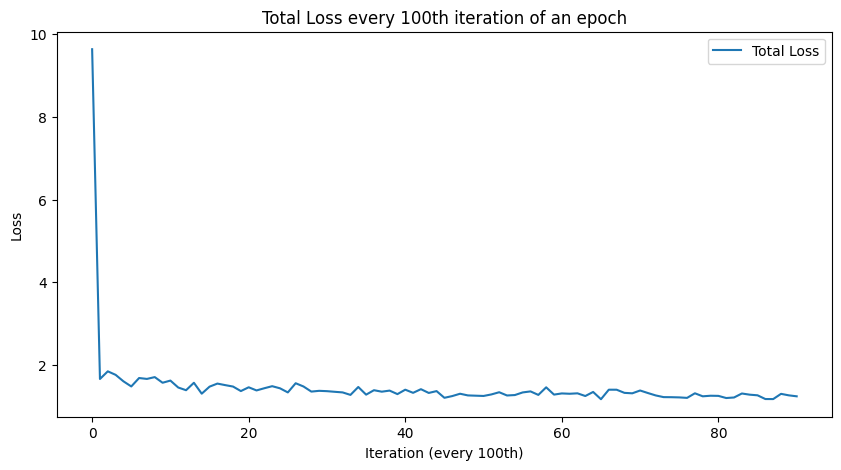 Total Loss every 100th iteration of an epoch
Total Loss
10
8
6
4
2
Loss
0
20
40
60
80
Iteration (every 100th)